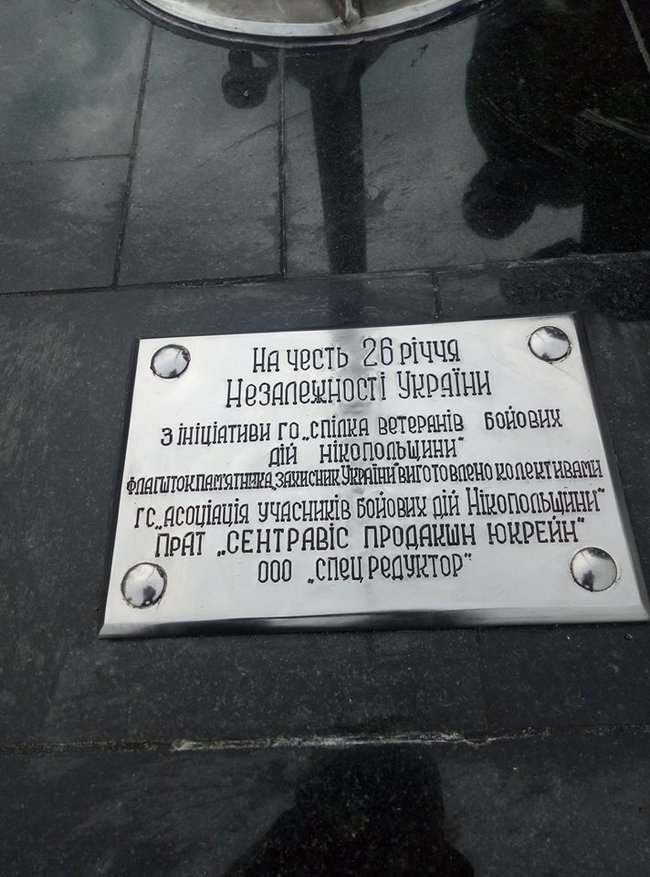 На честь 26 річчя
Незалежності України
З ініціативи ГО „Спілка ветеранів бойових
дій Нікопольщини"
флагшток пам'ятника „Захисник України" виготовлено колективами
ГС „Асоціація учасників бойових дій Нікопольщини"
ПрАТ „СЕНТРАВІС ПРОДАКШН ЮКРЕЙН"
ООО „Спец редуктор"